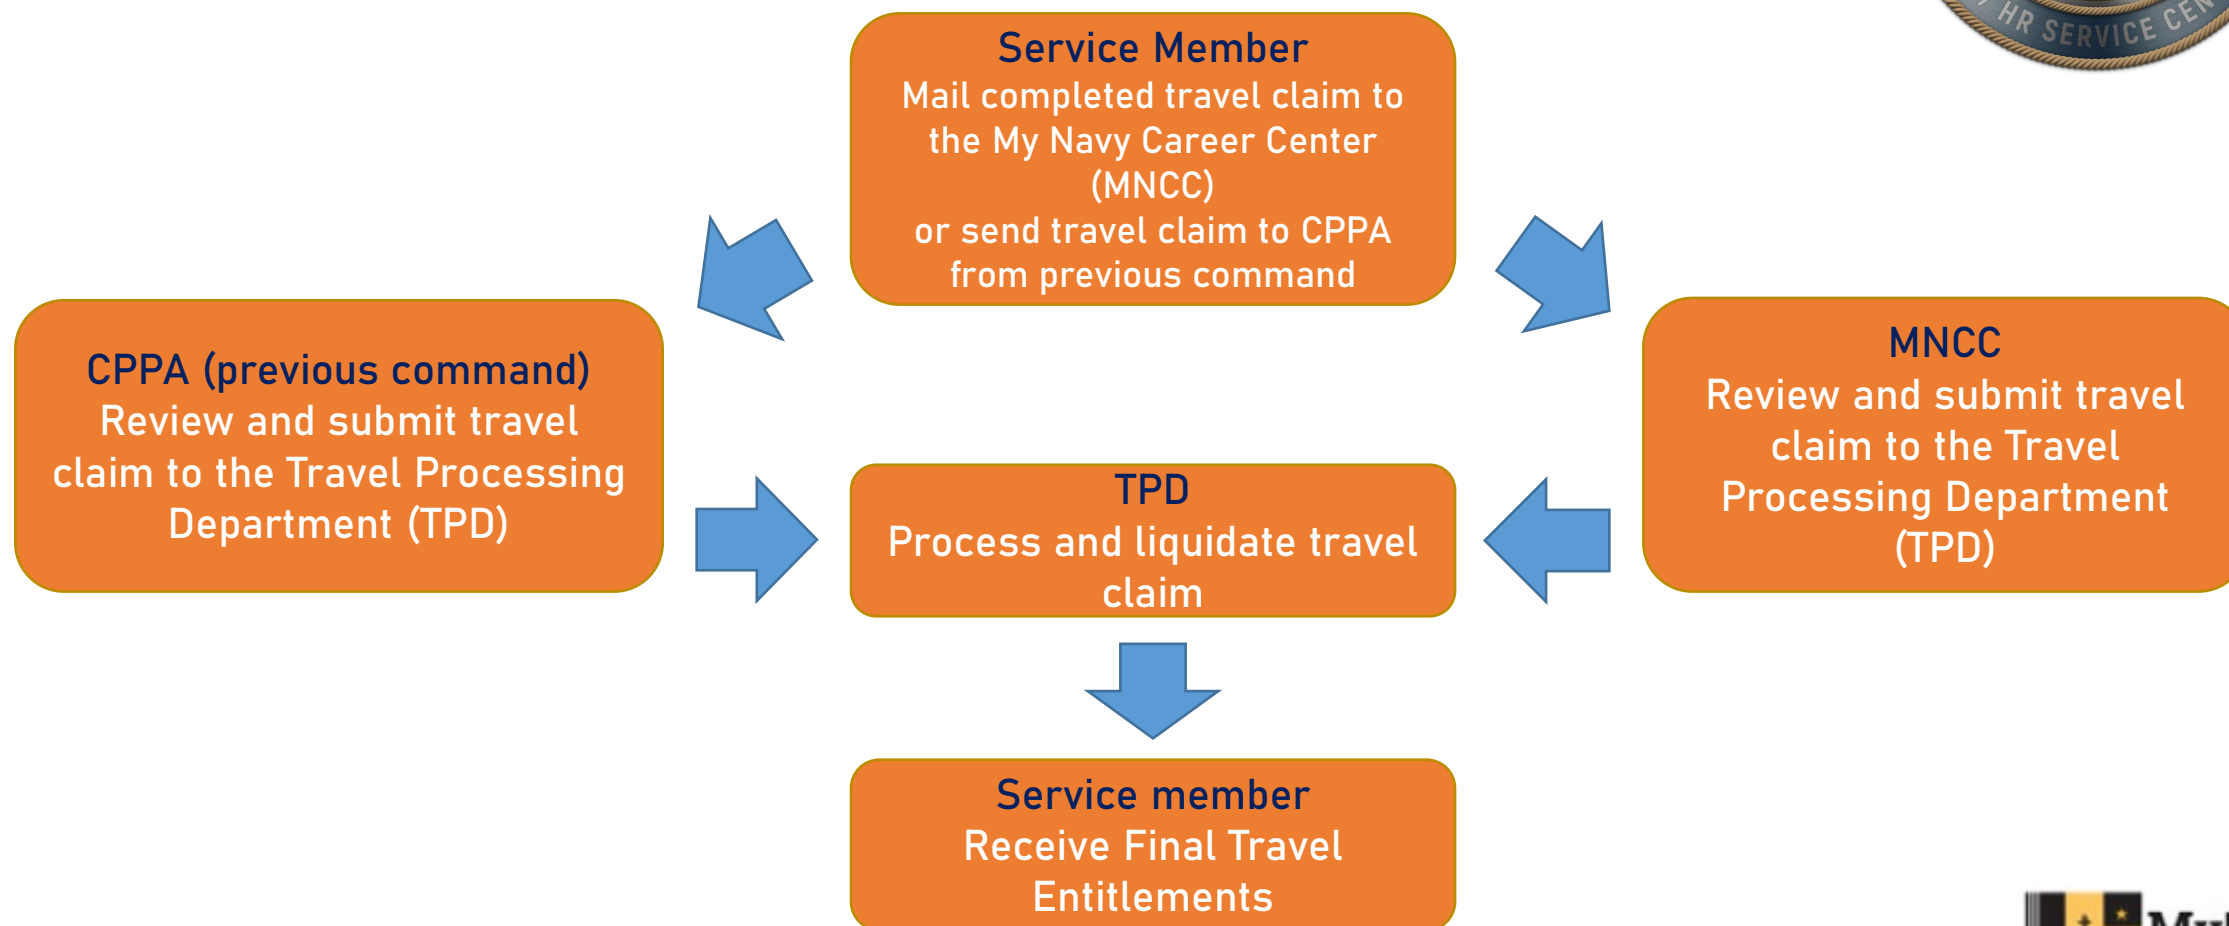 HR SERVICE
Service Member
Mail completed travel claim to
the My Navy Career Center
(MNCC)
or send travel claim to CPPA
from previous command
CPPA (previous command)
Review and submit travel
claim to the Travel Processing
Department (TPD)
MNCC
Review and submit travel
claim to the Travel
Processing Department
(TPD)
TPD
Process and liquidate travel
claim
Service member
Receive Final Travel
Entitlements